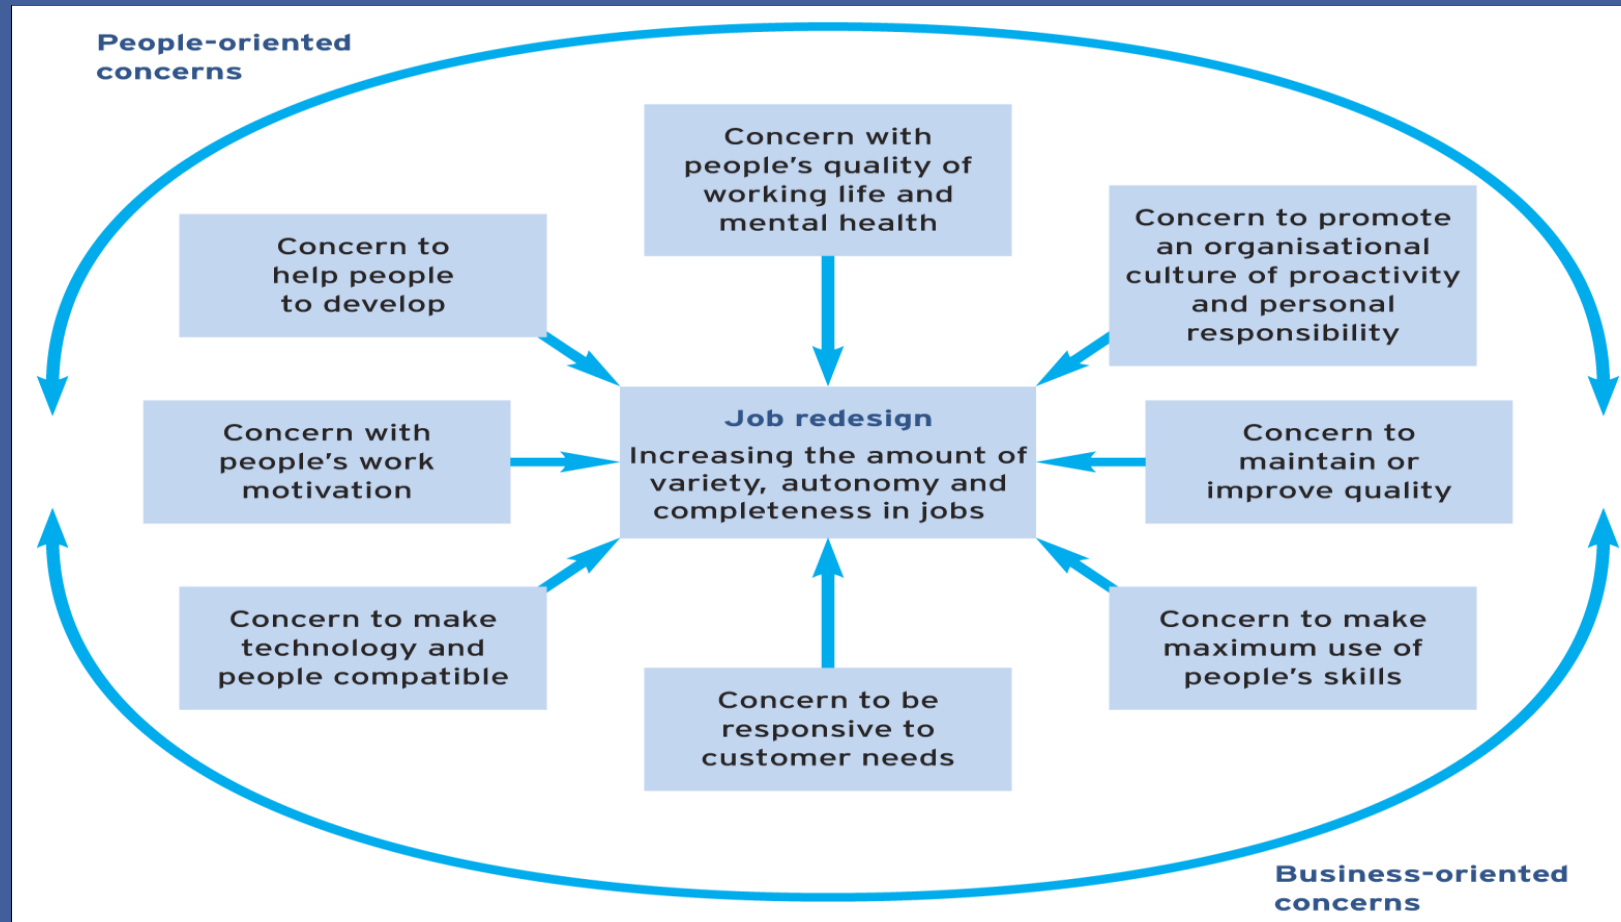 People-oriented
concerns
Concern with
people's quality of
working life and
mental health
Concern to
help people
to develop
Concern to promote
an organisational
culture of proactivity
and personal
responsibility
Concern with
people's work
motivation
Job redesign
Increasing the amount of
variety, autonomy and
completeness in jobs
Concern to
maintain or
improve quality
Concern to make
technology and
people compatible
Concern to be
responsive to
customer needs
Concern to make
maximum use of
people's skills
Business-oriented
concerns